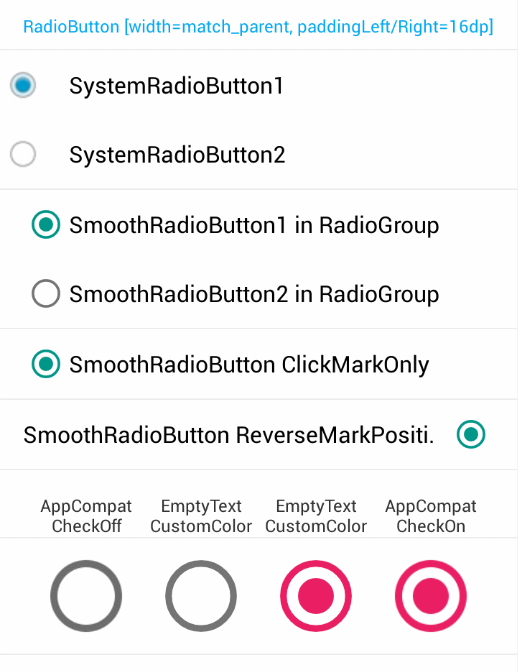 RadioButton [width=match_parent, paddingLeft/Right=16dp]
SystemRadioButton1
SystemRadioButton2
SmoothRadioButton1 in RadioGroup
SmoothRadioButton2 in RadioGroup
SmoothRadioButton ClickMarkOnly
SmoothRadioButton ReverseMarkPositi.
AppCompat CheckOff
EmptyText CustomColor
EmptyText CustomColor
AppCompat CheckOn